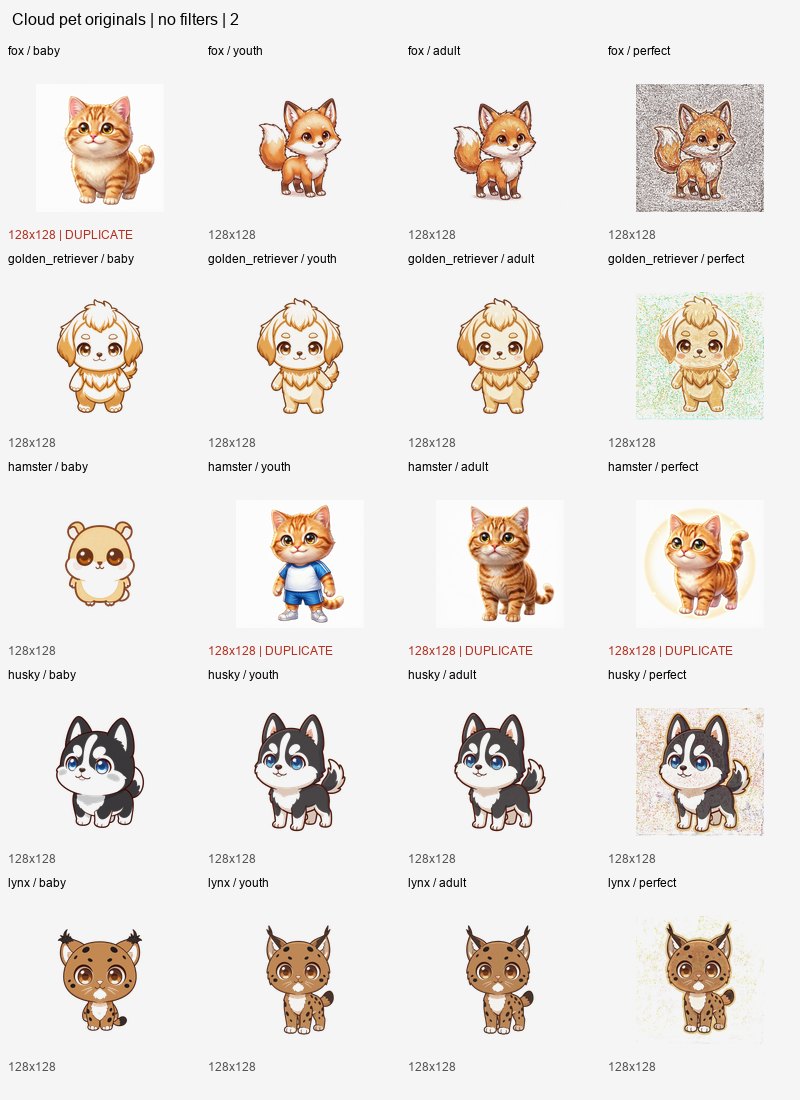 Cloud pet originals | no filters | 2
fox / baby
fox / youth
fox / adult
fox / perfect
128x128 | DUPLICATE
128x128
128x128
128x128
golden_retriever / baby
golden_retriever / youth
golden_retriever / adult
golden_retriever / perfect
128x128
128x128
128x128
128x128
hamster / baby
hamster / youth
hamster / adult
hamster / perfect
128x128
128x128 | DUPLICATE
128x128 | DUPLICATE
128x128 | DUPLICATE
husky / baby
husky / youth
husky / adult
husky / perfect
128x128
128x128
128x128
128x128
lynx / baby
lynx / youth
lynx / adult
lynx / perfect
128x128
128x128
128x128
128x128